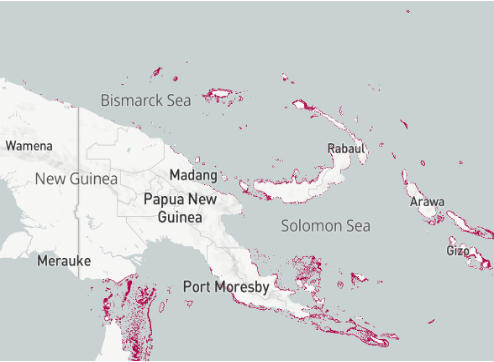 Bismarck Sea
Wamena
Rabaul
Madang
New Guinea
Papua New
Guinea
Arawa
Solomon Sea
Gizo
Merauke
Port Moresby